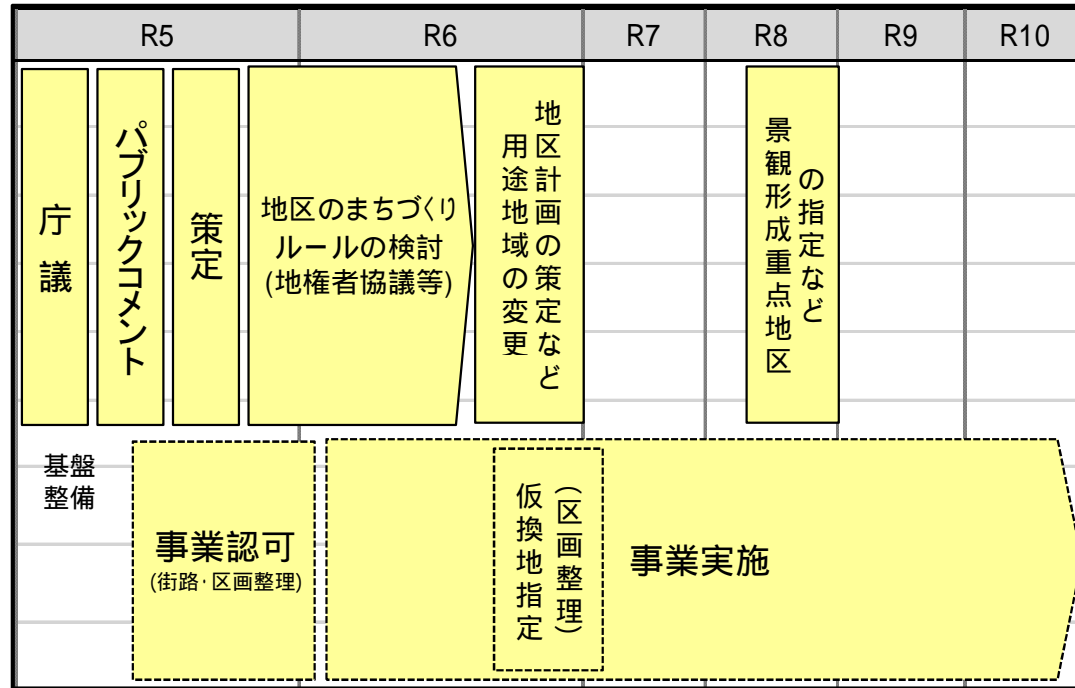 R5
R6
R7
R8
R9
R10
庁議
パブリックコメント
策定
地区のまちづくり
ルールの検討
(地権者協議等)
地区計画の策定など
用途地域の変更
景観形成重点地区
の指定など
基盤
整備
事業認可
(街路・区画整理)
仮換地指定
(区画整理)
事業実施